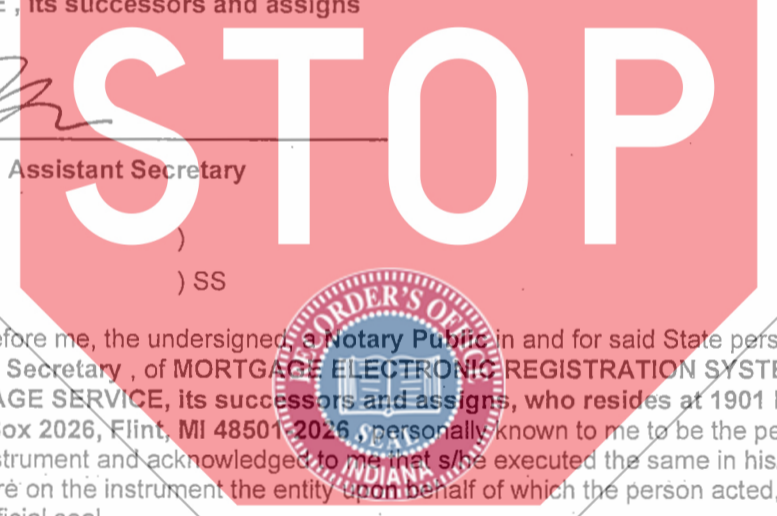 , its successors and assigns
STOP
Assistant Secretary
)
) SS
RECORDER'S OFFICE
efore me, the undersigned, a Notary Public in and for said State pers
Secretary , of MORTGAGE ELECTRONIC REGISTRATION SYSTE
AGE SERVICE, its successors and assigns, who resides at 1901
Box 2026, Flint, MI 48501-2026 , personally known to me to be the pe
SEAL
strument and acknowledged to me that s/he executed the same in his
INDIANA
re on the instrument the entity upon behalf of which the person acted,